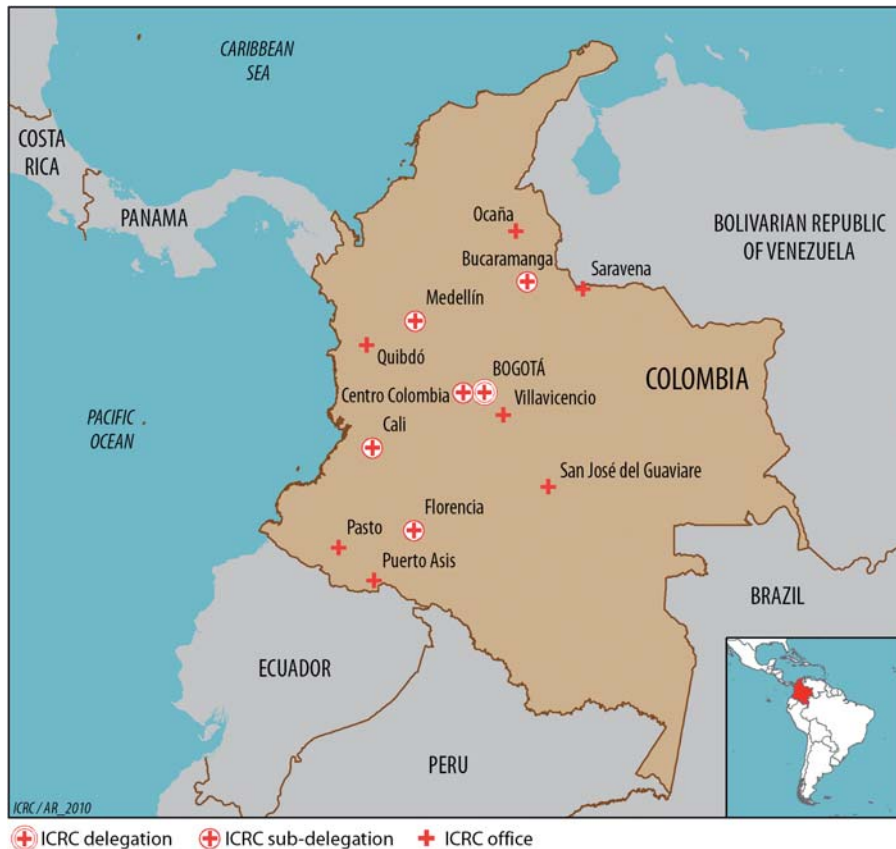 CARIBBEAN
SEA
COSTA
RICA
PANAMA
BOLIVARIAN REPUBLIC
OF VENEZUELA
Ocaña
Bucaramanga
Saravena
Medellín
Quibdó
BOGOTÁ
Centro Colombia
Villavicencio
COLOMBIA
PACIFIC
OCEAN
Cali
San José del Guaviare
Florencia
Pasto
Puerto Asis
BRAZIL
ECUADOR
PERU
ICRC / AR_2010
ICRC delegation
ICRC sub-delegation
ICRC office